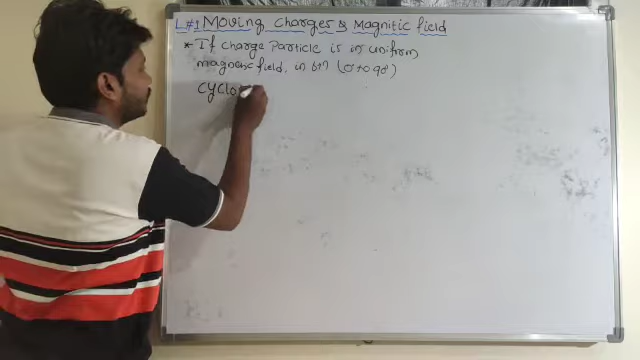 L#1 Moving Charges & Magnitic field
* If Charge Particle is in uniform
magnetic field, in btn (0° to 90°)
CYClo